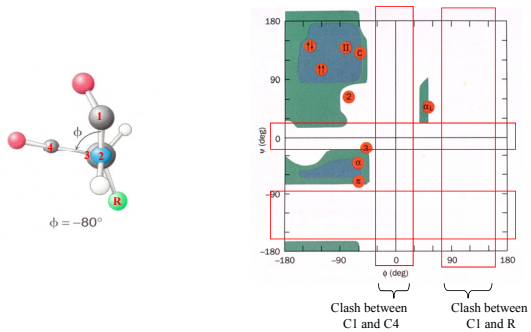 1
ϕ
4
3
2
R
ϕ = −80°
180
90
0
−90
−180
ψ (deg)
↑↓
II
C
↑↑
2
αL
3
α
π
−180
−90
0
90
180
ϕ (deg)
Clash between
C1 and C4
Clash between
C1 and R